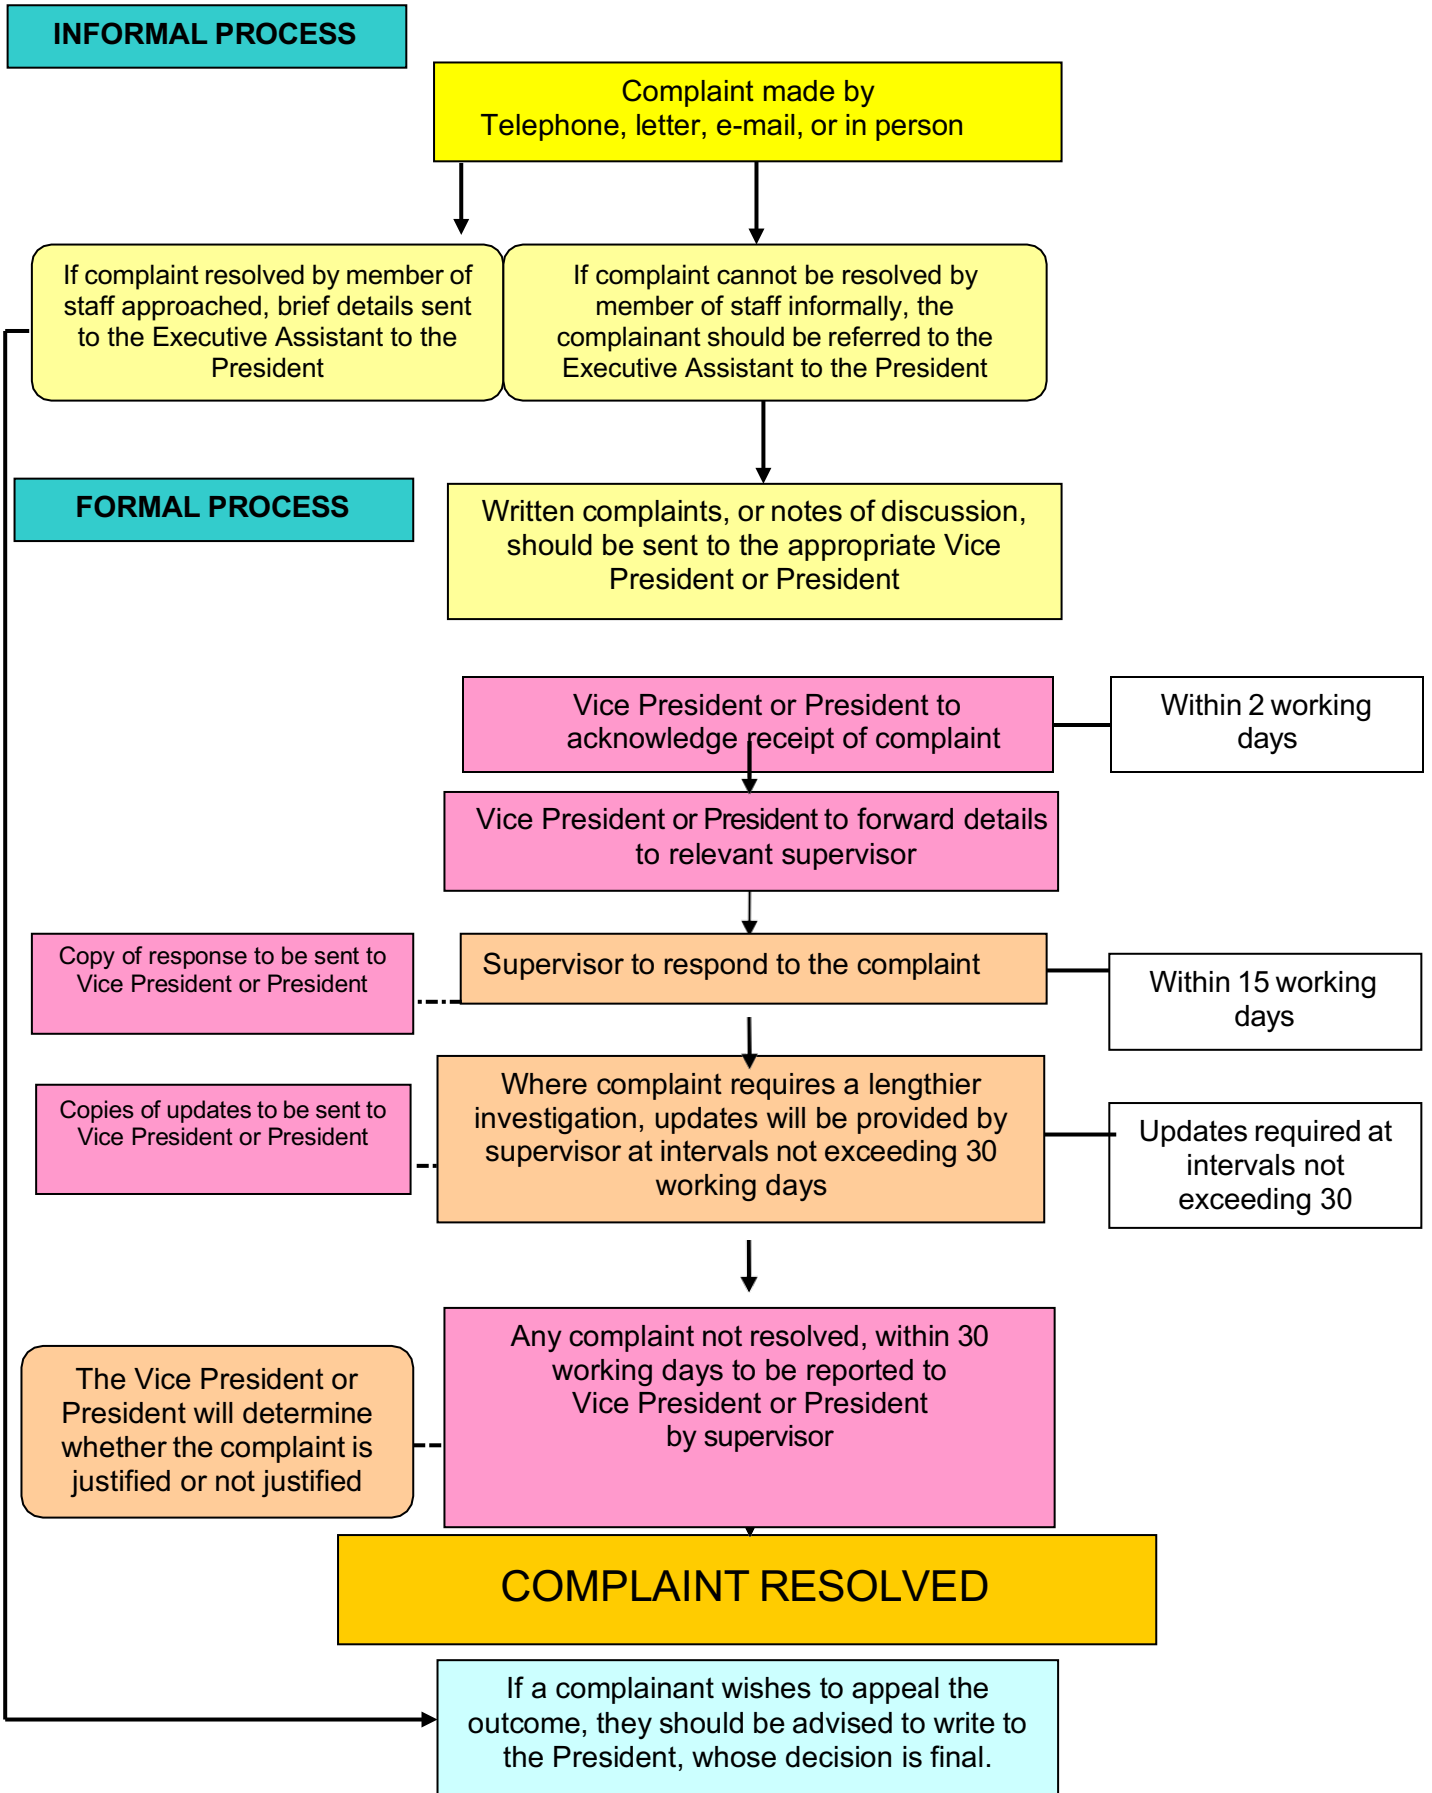 INFORMAL PROCESS
Complaint made by
Telephone, letter, e-mail, or in person
If complaint resolved by member of
staff approached, brief details sent
to the Executive Assistant to the
President
If complaint cannot be resolved by
member of staff informally, the
complainant should be referred to the
Executive Assistant to the President
FORMAL PROCESS
Written complaints, or notes of discussion,
should be sent to the appropriate Vice
President or President
Vice President or President to
acknowledge receipt of complaint
Within 2 working
days
Vice President or President to forward details
to relevant supervisor
Copy of response to be sent to
Vice President or President
Supervisor to respond to the complaint
Within 15 working
days
Copies of updates to be sent to
Vice President or President
Where complaint requires a lengthier
investigation, updates will be provided by
supervisor at intervals not exceeding 30
working days
Updates required at
intervals not
exceeding 30
The Vice President or
President will determine
whether the complaint is
justified or not justified
Any complaint not resolved, within 30
working days to be reported to
Vice President or President
by supervisor
COMPLAINT RESOLVED
If a complainant wishes to appeal the
outcome, they should be advised to write to
the President, whose decision is final.